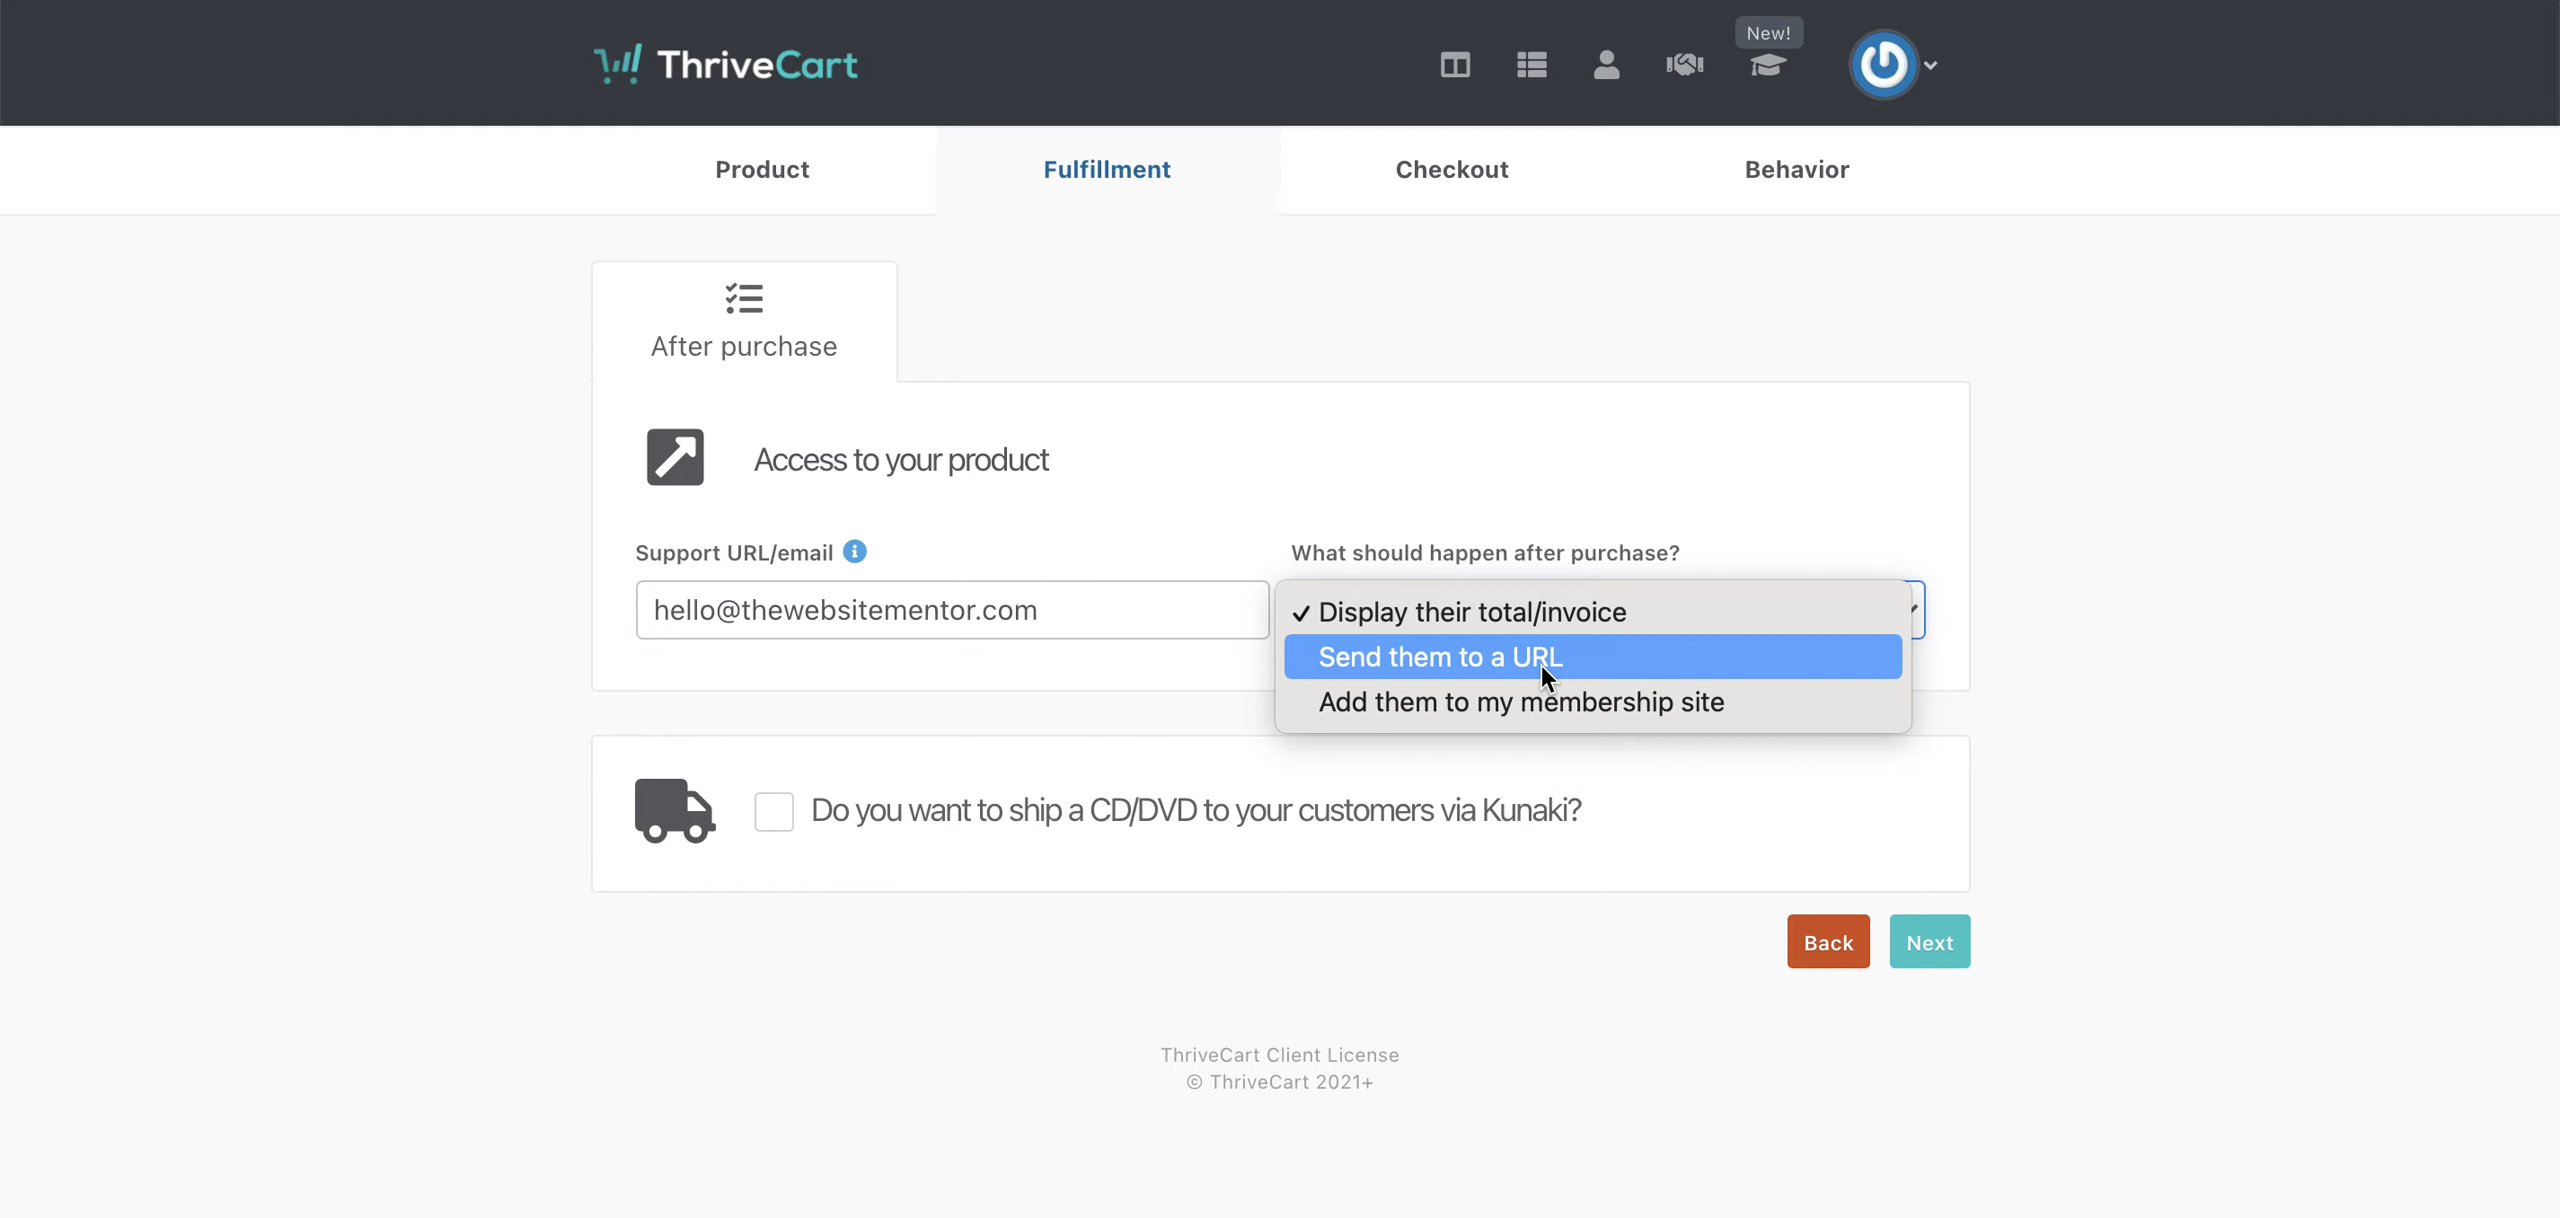 New!
ThriveCart
Product
Fulfillment
Checkout
Behavior
After purchase
Access to your product
Support URL/email
What should happen after purchase?
hello@thewebsitementor.com
✓ Display their total/invoice
Send them to a URL
Add them to my membership site
Do you want to ship a CD/DVD to your customers via Kunaki?
Back
Next
ThriveCart Client License
© ThriveCart 2021+